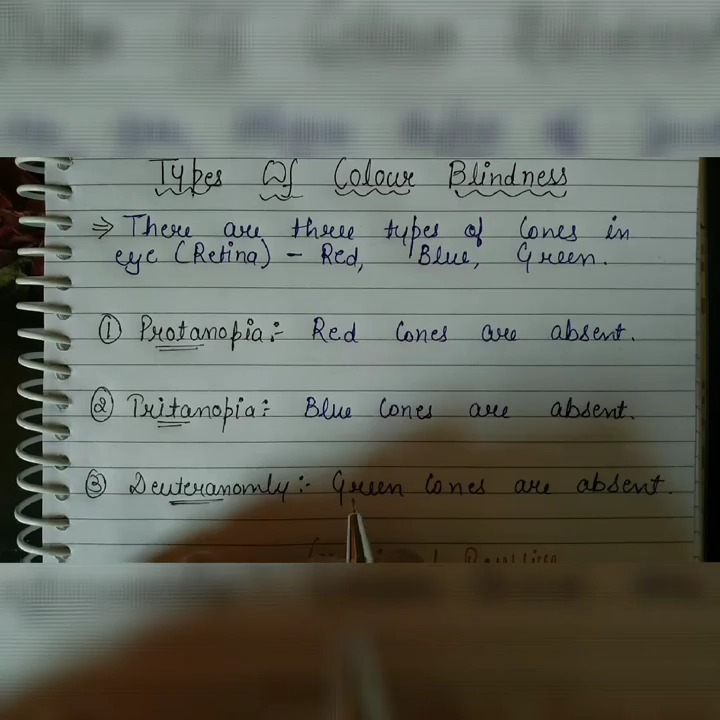 Types Of Colour Blindness
⇒ There are three types of Cones in
eye (Retina) – Red, Blue, Green.
① Protanopia :- Red Cones are absent.
② Tritanopia :- Blue Cones are absent.
③ Deuteranomly :- Green Cones are absent.